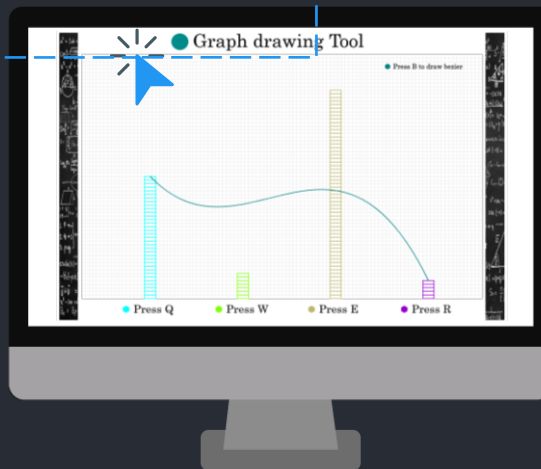 Graph drawing Tool
Press B to draw bezier
Press Q
Press W
Press E
Press R